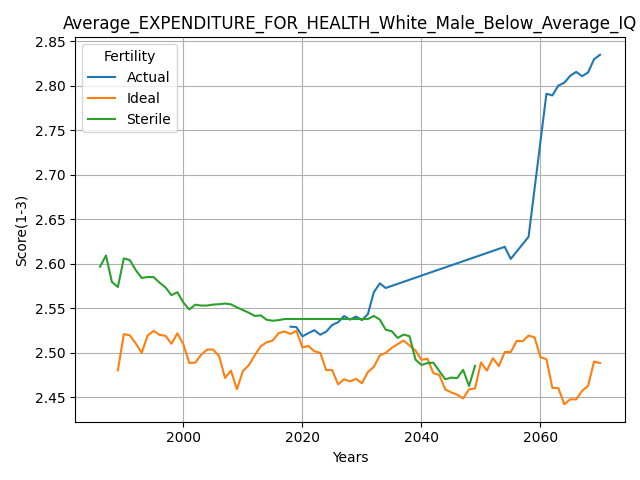 Average_EXPENDITURE_FOR_HEALTH_White_Male_Below_Average_IQ
2.85
2.80
2.75
2.70
2.65
2.60
2.55
2.50
2.45
Score(1-3)
Fertility
Actual
Ideal
Sterile
2000
2020
2040
2060
Years